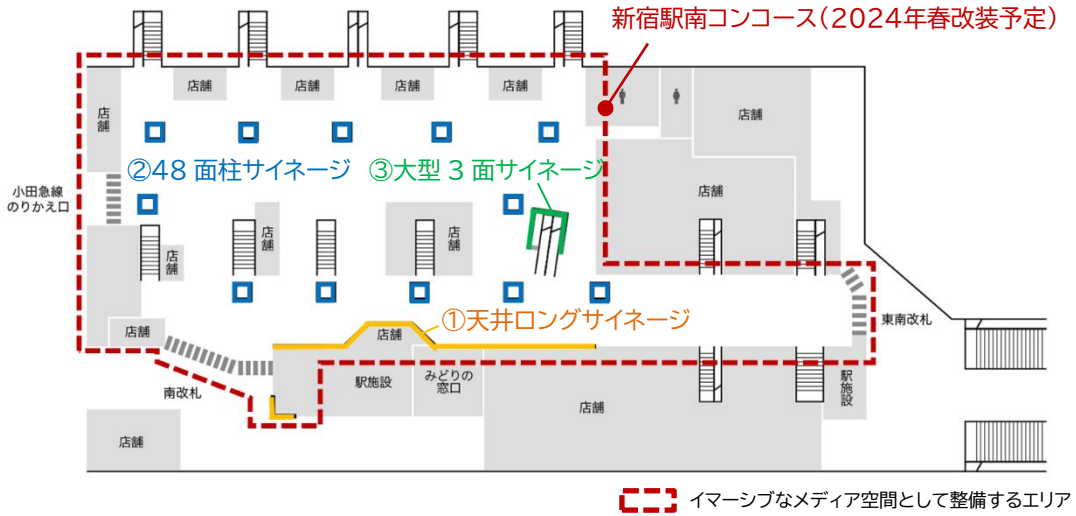 新宿駅南コンコース(2024年春改装予定)
店舗
店舗
店舗
店舗
店舗
店舗
②48 面柱サイネージ
③大型 3 面サイネージ
小田急線
のりかえ口
店舗
店舗
店舗
店舗
①天井ロングサイネージ
東南改札
店舗
店舗
南改札
駅施設
みどりの
窓口
駅施設
店舗
店舗
イマーシブなメディア空間として整備するエリア